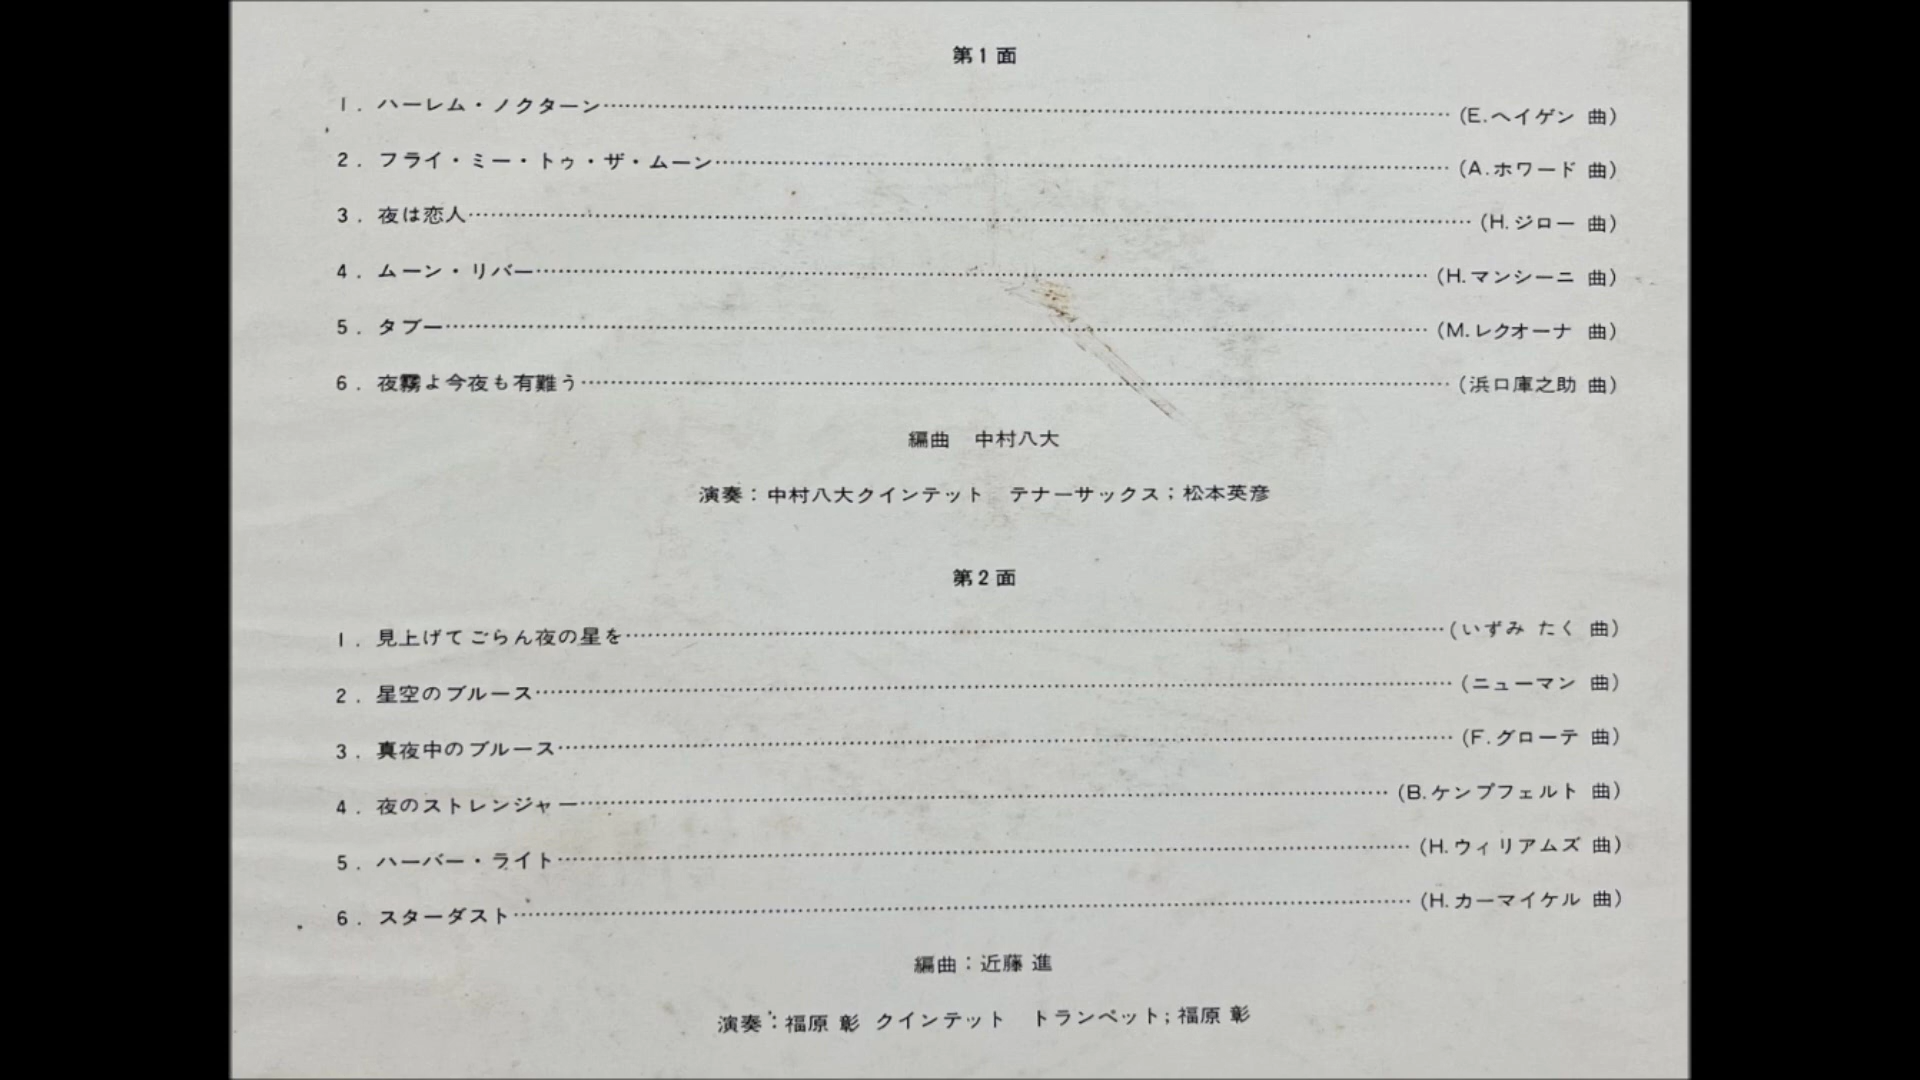 第1面
1. ハーレム・ノクターン……(E.ヘイゲン 曲)
2. フライ・ミー・トゥ・ザ・ムーン……(A.ホワード 曲)
3. 夜は恋人……(H.ジロー 曲)
4. ムーン・リバー……(H.マンシーニ 曲)
5. タブー……(M.レクオーナ 曲)
6. 夜霧よ今夜も有難う……(浜口庫之助 曲)
編曲 中村八大
演奏：中村八大クインテット テナーサックス；松本英彦
第2面
1. 見上げてごらん夜の星を……(いずみ たく 曲)
2. 星空のブルース……(ニューマン 曲)
3. 真夜中のブルース……(F.グローテ 曲)
4. 夜のストレンジャー……(B.ケンプフェルト 曲)
5. ハーバー・ライト……(H.ウィリアムズ 曲)
6. スターダスト……(H.カーマイケル 曲)
編曲：近藤 進
演奏：福原 彰 クインテット トランペット；福原 彰